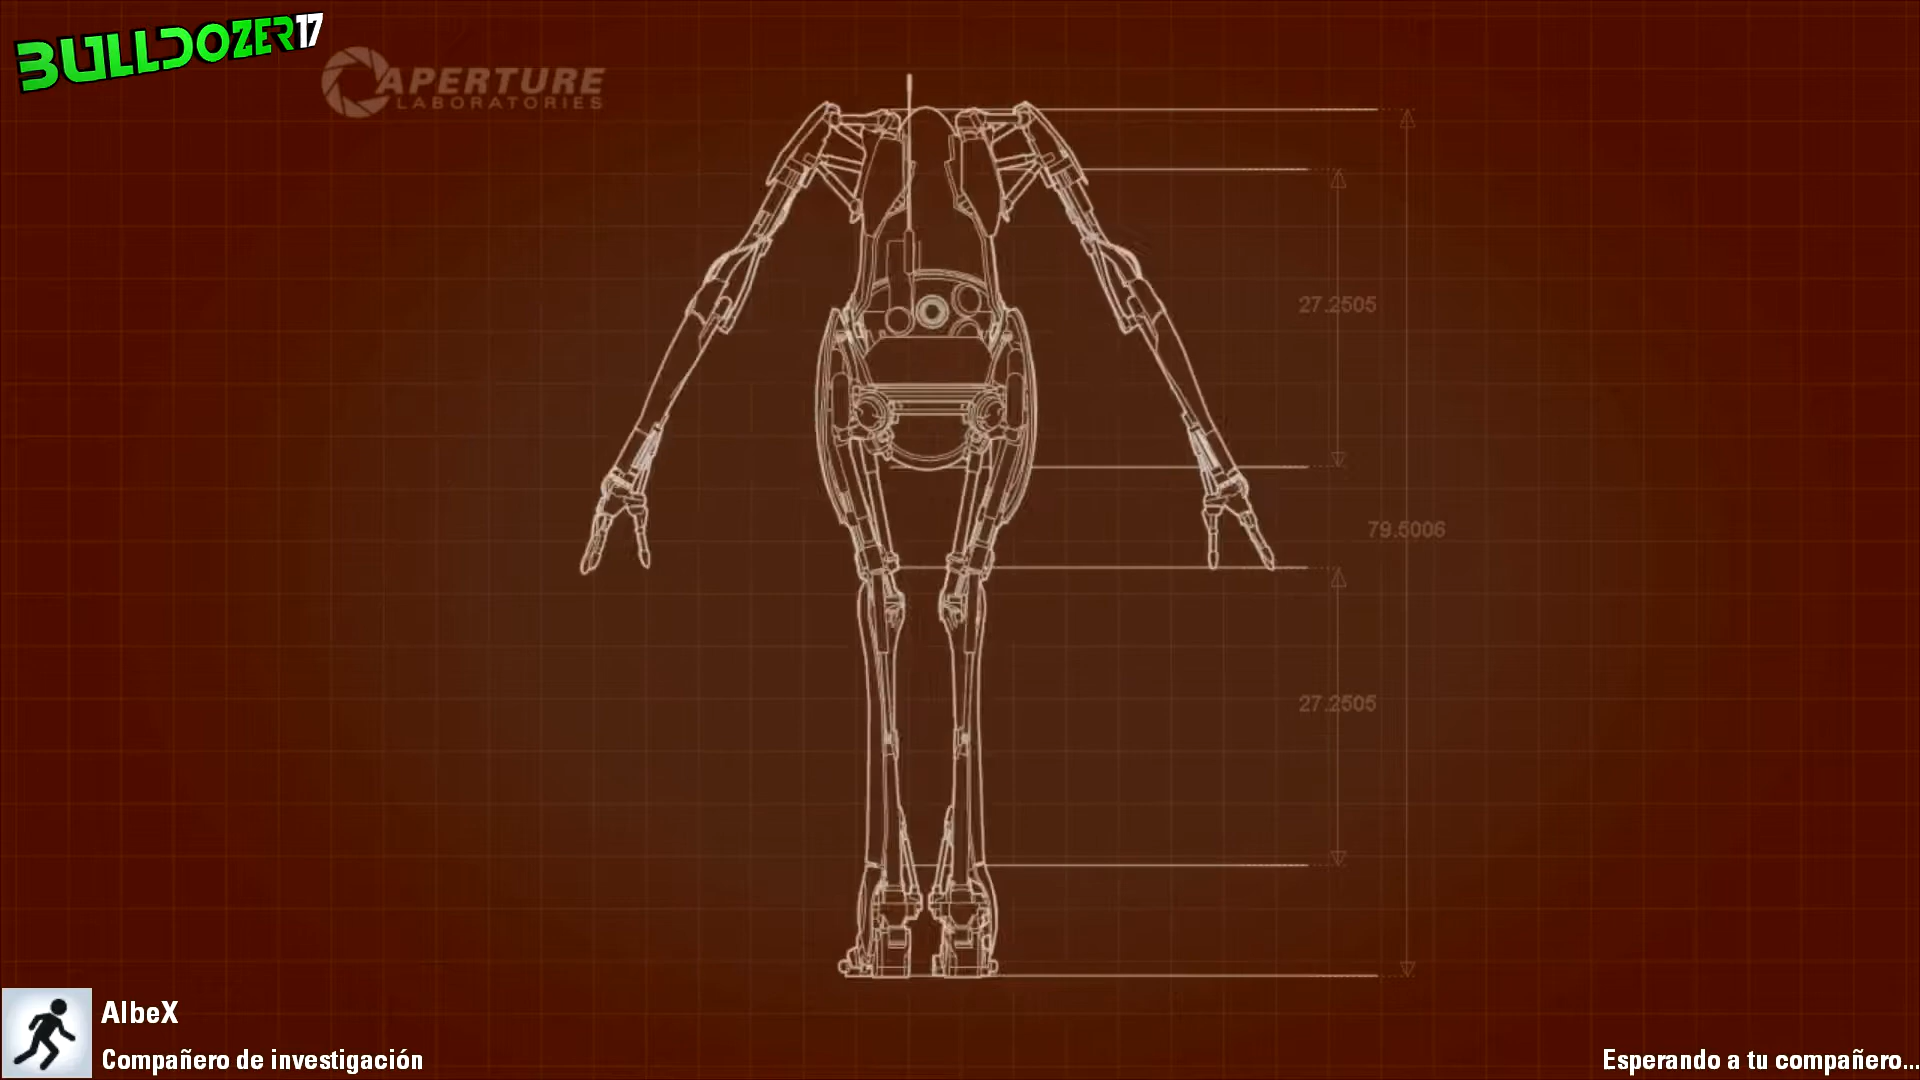 BULLDOZER17
APERTURE
LABORATORIES
27.2505
79.5006
27.2505
AlbeX
Compañero de investigación
Esperando a tu compañero...